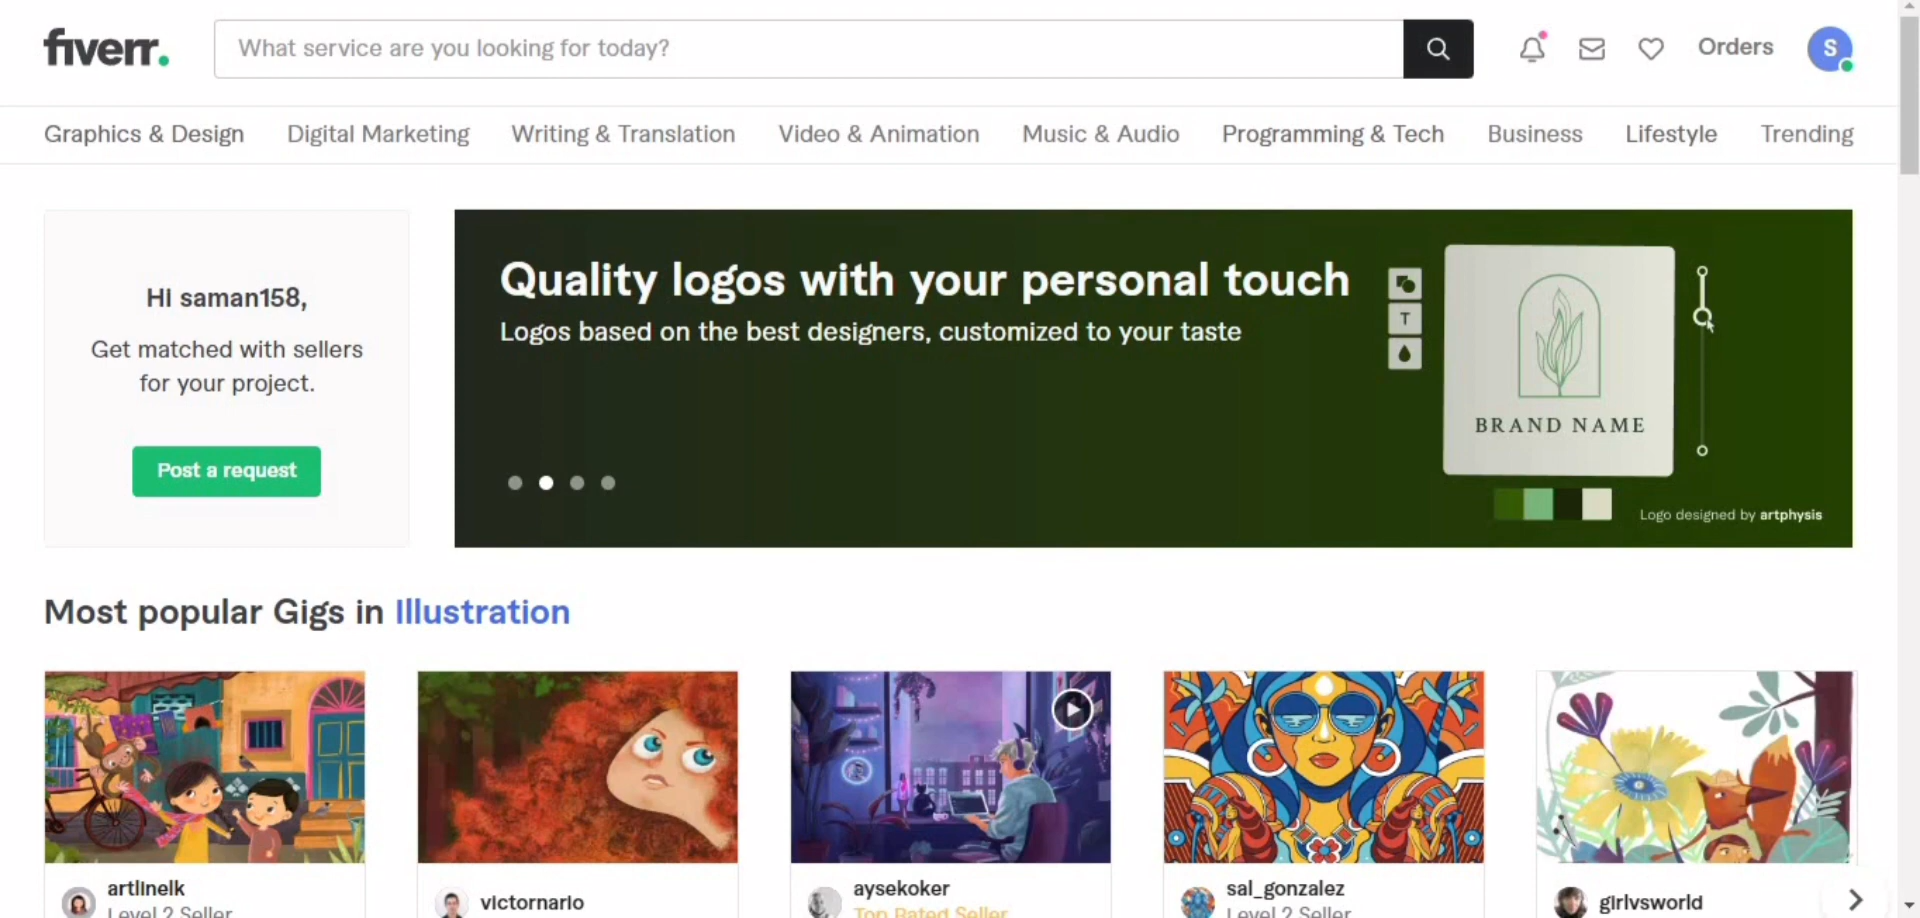 fiverr.
What service are you looking for today?
Orders
S
Graphics & Design
Digital Marketing
Writing & Translation
Video & Animation
Music & Audio
Programming & Tech
Business
Lifestyle
Trending
Hi saman158,
Get matched with sellers
for your project.
Post a request
Quality logos with your personal touch
Logos based on the best designers, customized to your taste
T
BRAND NAME
Logo designed by artphysis
Most popular Gigs in Illustration
artlinelk
Level 2 Seller
victornario
aysekoker
Top Rated Seller
sal_gonzalez
Level 2 Seller
girlvsworld